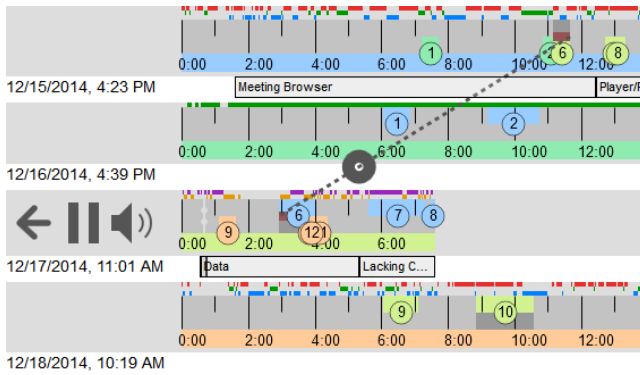 1 2 6 8
0:00 2:00 4:00 6:00 8:00 10:00 12:00
12/15/2014, 4:23 PM Meeting Browser Player/
1 2
0:00 2:00 4:00 6:00 8:00 10:00 12:00
12/16/2014, 4:39 PM
9 6 121 7 8
0:00 2:00 4:00 6:00
12/17/2014, 11:01 AM Data Lacking C...
9 10
0:00 2:00 4:00 6:00 8:00 10:00 12:00
12/18/2014, 10:19 AM